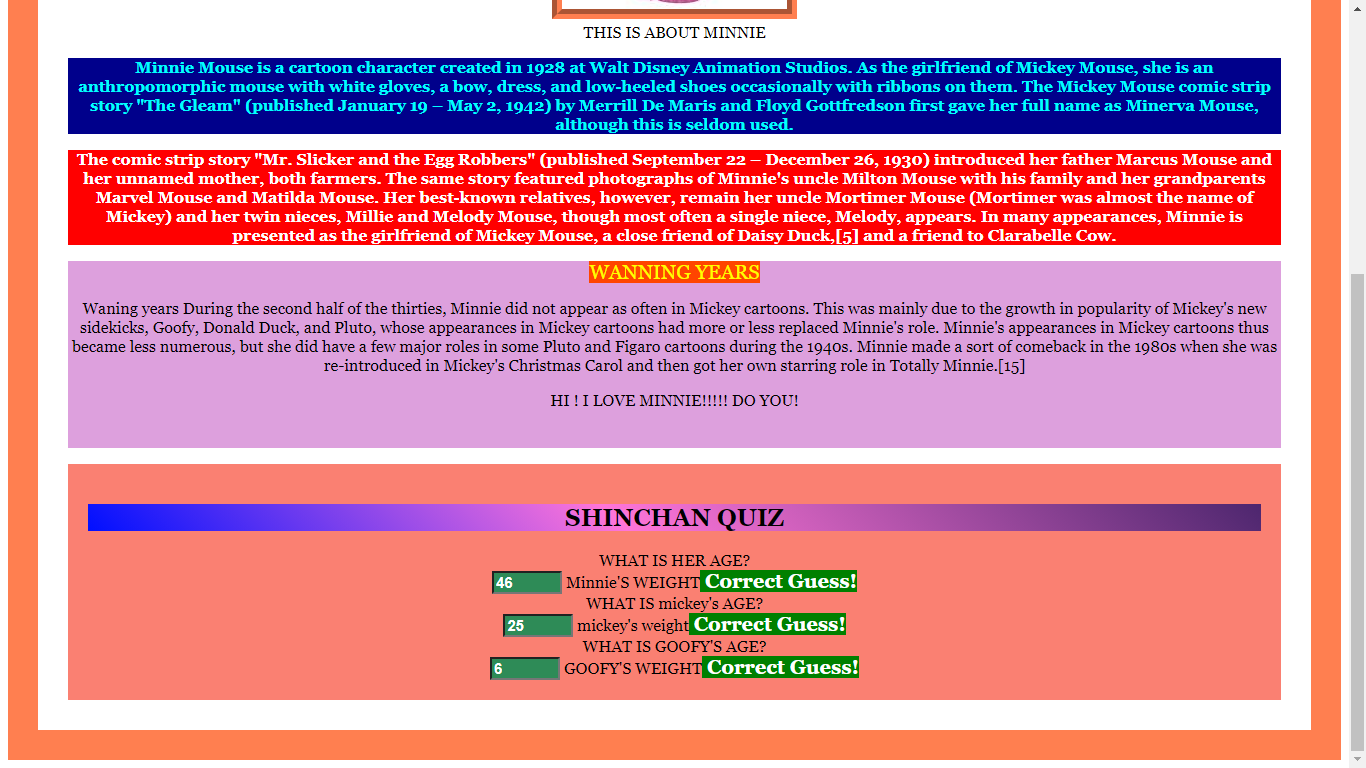 THIS IS ABOUT MINNIE
Minnie Mouse is a cartoon character created in 1928 at Walt Disney Animation Studios. As the girlfriend of Mickey Mouse, she is an
anthropomorphic mouse with white gloves, a bow, dress, and low-heeled shoes occasionally with ribbons on them. The Mickey Mouse comic strip
story "The Gleam" (published January 19 – May 2, 1942) by Merrill De Maris and Floyd Gottfredson first gave her full name as Minerva Mouse,
although this is seldom used.
The comic strip story "Mr. Slicker and the Egg Robbers" (published September 22 – December 26, 1930) introduced her father Marcus Mouse and
her unnamed mother, both farmers. The same story featured photographs of Minnie's uncle Milton Mouse with his family and her grandparents
Marvel Mouse and Matilda Mouse. Her best-known relatives, however, remain her uncle Mortimer Mouse (Mortimer was almost the name of
Mickey) and her twin nieces, Millie and Melody Mouse, though most often a single niece, Melody, appears. In many appearances, Minnie is
presented as the girlfriend of Mickey Mouse, a close friend of Daisy Duck,[5] and a friend to Clarabelle Cow.
WANNING YEARS
Waning years During the second half of the thirties, Minnie did not appear as often in Mickey cartoons. This was mainly due to the growth in popularity of Mickey's new
sidekicks, Goofy, Donald Duck, and Pluto, whose appearances in Mickey cartoons had more or less replaced Minnie's role. Minnie's appearances in Mickey cartoons thus
became less numerous, but she did have a few major roles in some Pluto and Figaro cartoons during the 1940s. Minnie made a sort of comeback in the 1980s when she was
re-introduced in Mickey's Christmas Carol and then got her own starring role in Totally Minnie.[15]
HI ! I LOVE MINNIE!!!!! DO YOU!
SHINCHAN QUIZ
WHAT IS HER AGE?
46 Minnie'S WEIGHT Correct Guess!
WHAT IS mickey's AGE?
25 mickey's weight Correct Guess!
WHAT IS GOOFY'S AGE?
6 GOOFY'S WEIGHT Correct Guess!